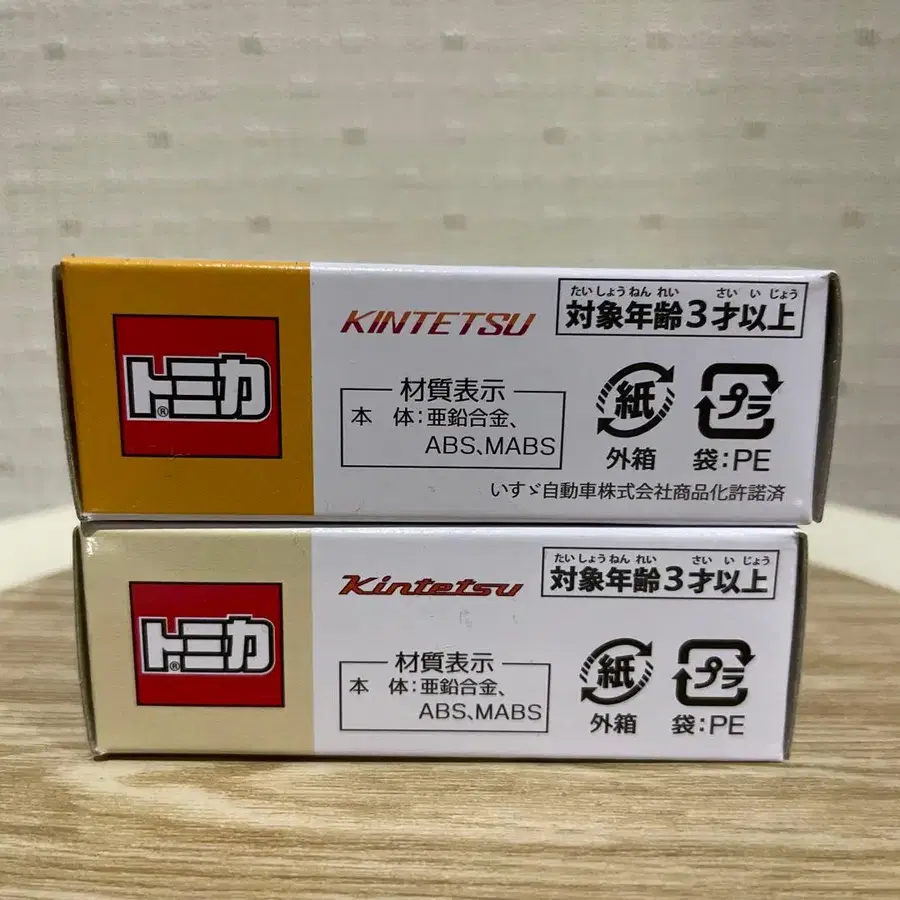 トミカ®
KINTETSU
たいしょうねんれい さいいじょう
対象年齢3才以上
材質表示
本 体:亜鉛合金、
ABS、MABS
紙
外箱
プラ
袋:PE
いすゞ自動車株式会社商品化許諾済
トミカ®
Kintetsu
たいしょうねんれい さいいじょう
対象年齢3才以上
材質表示
本 体:亜鉛合金、
ABS、MABS
紙
外箱
プラ
袋:PE